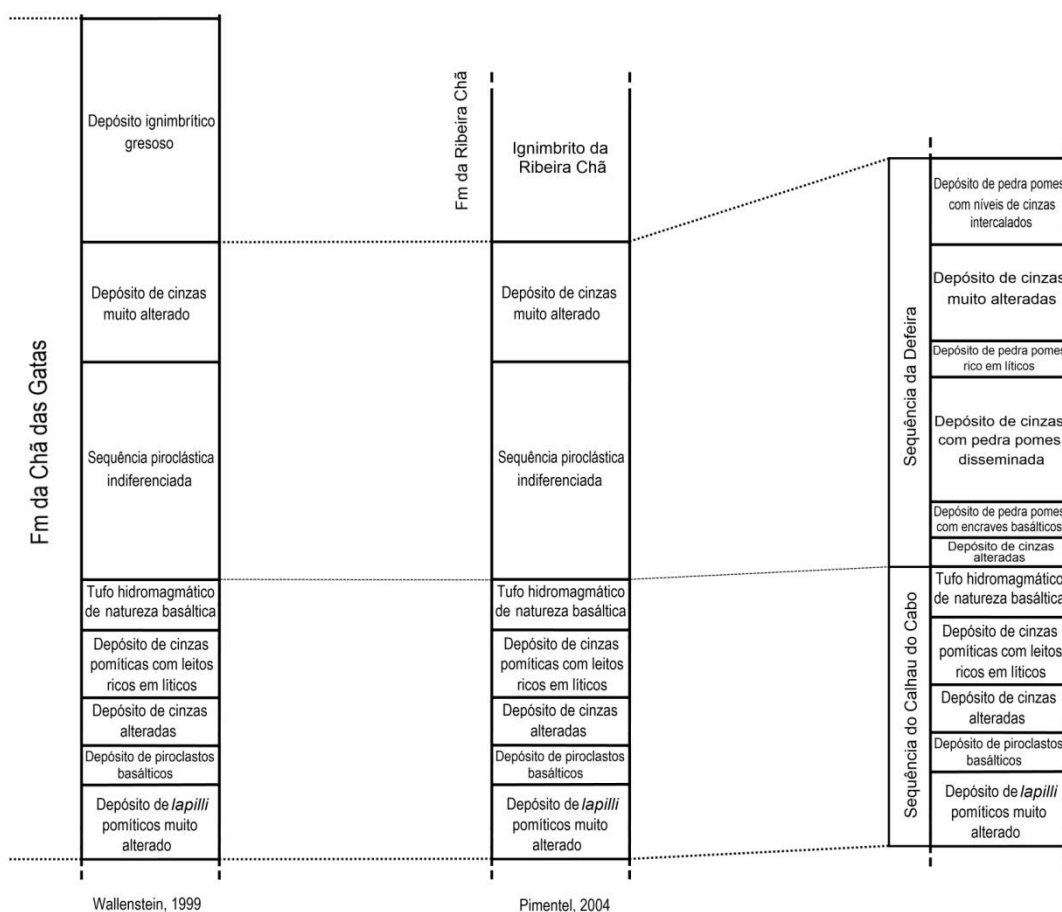 Fm da Chã das Gatas
Depósito ignimbrítico
gresoso
Depósito de cinzas
muito alterado
Sequência piroclástica
indiferenciada
Tufo hidromagmático
de natureza basáltica
Depósito de cinzas
pomíticas com leitos
ricos em líticos
Depósito de cinzas
alteradas
Depósito de piroclastos
basálticos
Depósito de lapilli
pomíticos muito
alterado
Wallenstein, 1999
Fm da Ribeira Chã
Ignimbrito da
Ribeira Chã
Depósito de cinzas
muito alterado
Sequência piroclástica
indiferenciada
Tufo hidromagmático
de natureza basáltica
Depósito de cinzas
pomíticas com leitos
ricos em líticos
Depósito de cinzas
alteradas
Depósito de piroclastos
basálticos
Depósito de lapilli
pomíticos muito
alterado
Pimentel, 2004
Sequência da Defeira
Depósito de pedra pomes
com níveis de cinzas
intercalados
Depósito de cinzas
muito alteradas
Depósito de pedra pomes
rico em líticos
Depósito de cinzas
com pedra pomes
disseminada
Depósito de pedra pomes
com encraves basálticos
Depósito de cinzas
alteradas
Sequência do Calhau do Cabo
Tufo hidromagmático
de natureza basáltica
Depósito de cinzas
pomíticas com leitos
ricos em líticos
Depósito de cinzas
alteradas
Depósito de piroclastos
basálticos
Depósito de lapilli
pomíticos muito
alterado